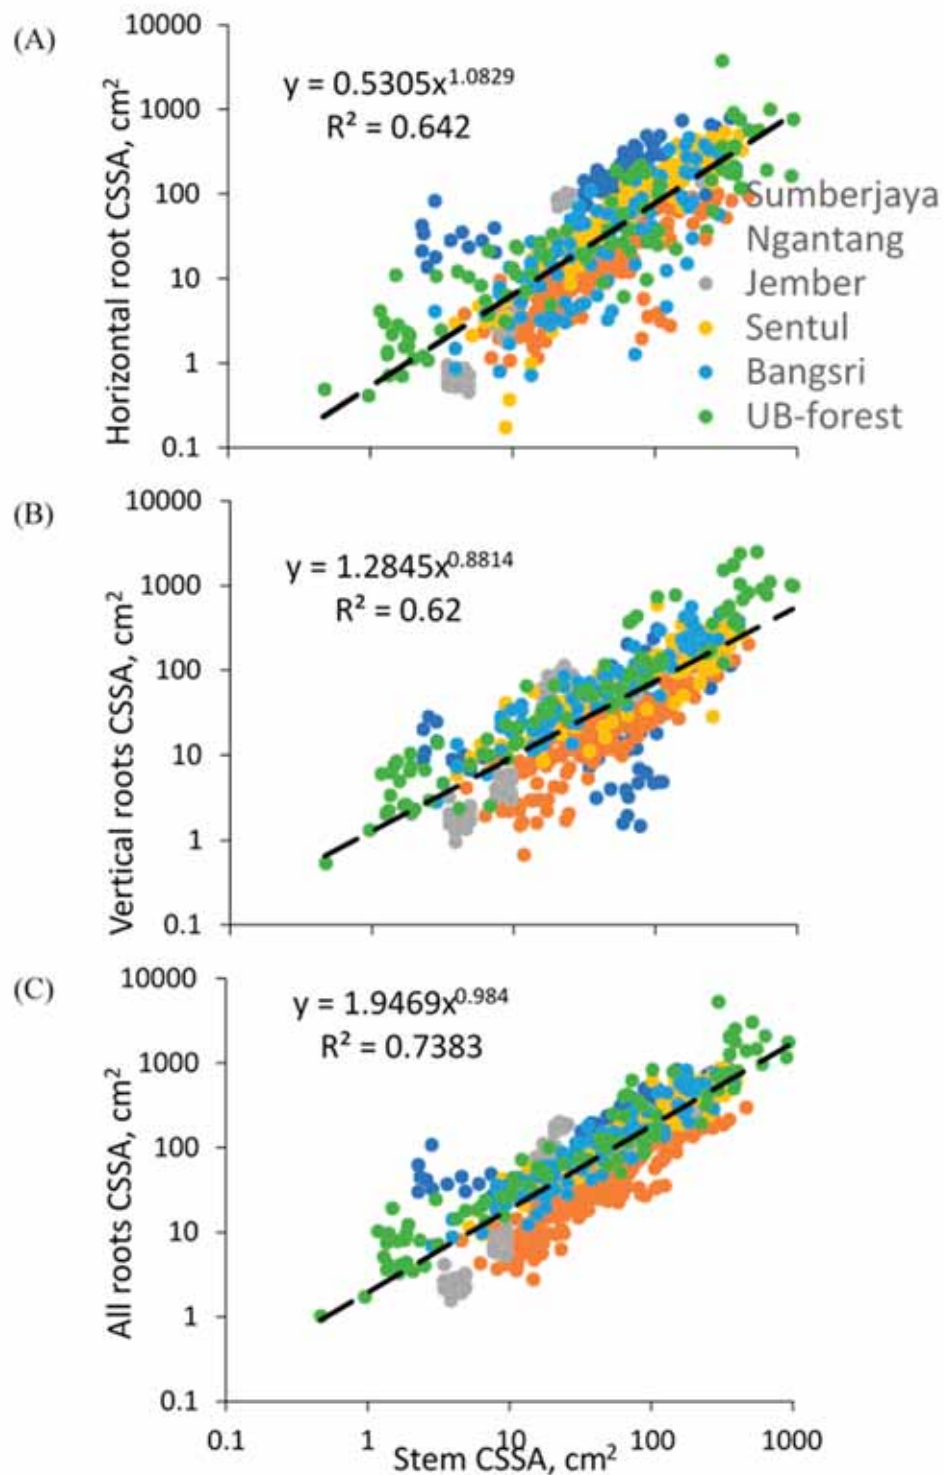 (A)
Horizontal root CSSA, cm²
10000
1000
100
10
1
0.1
y = 0.5305x^1.0829
R² = 0.642
Sumberjaya
Ngantang
Jember
Sentul
Bangsri
UB-forest
(B)
Vertical roots CSSA, cm²
10000
1000
100
10
1
0.1
y = 1.2845x^0.8814
R² = 0.62
(C)
All roots CSSA, cm²
10000
1000
100
10
1
0.1
y = 1.9469x^0.984
R² = 0.7383
0.1 1 10 100 1000
Stem CSSA, cm²